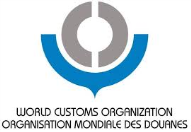 WORLD CUSTOMS ORGANIZATION
ORGANISATION MONDIALE DES DOUANES